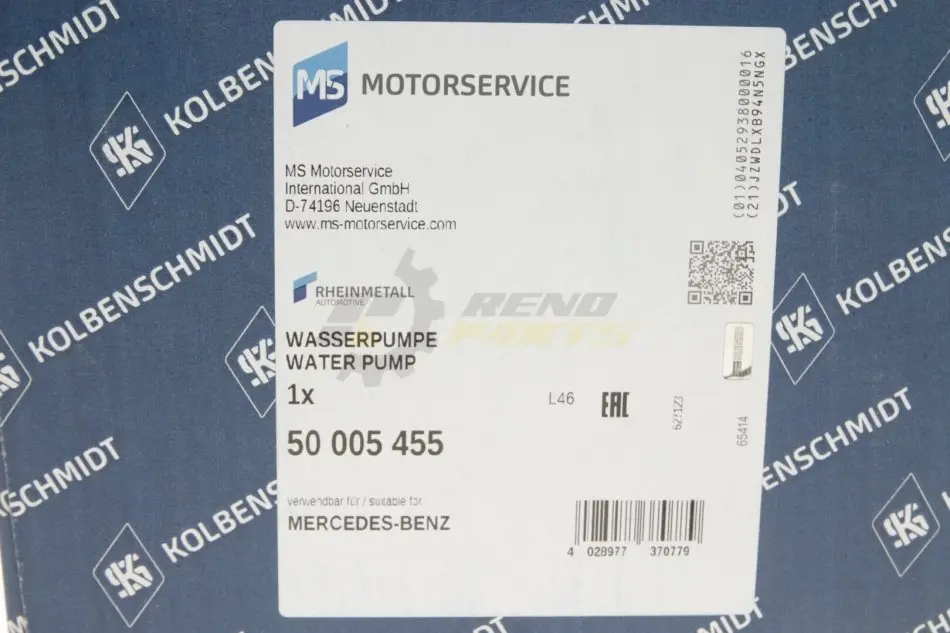 KOLBENSCHMIDT
MS MOTORSERVICE
MS Motorservice
International GmbH
D-74196 Neuenstadt
www.ms-motorservice.com
(01)04052938000016
(21)JZWDLXB94N5NGX
RHEINMETALL
AUTOMOTIVE
RENO
PARTS
WASSERPUMPE
WATER PUMP
1x
L46
EAC
627123
65414
50 005 455
verwendbar für / suitable for
MERCEDES-BENZ
4 028977 370779
KOLBENSCHMIDT
KOLBENSCHMIDT
KOLBENSCHMIDT